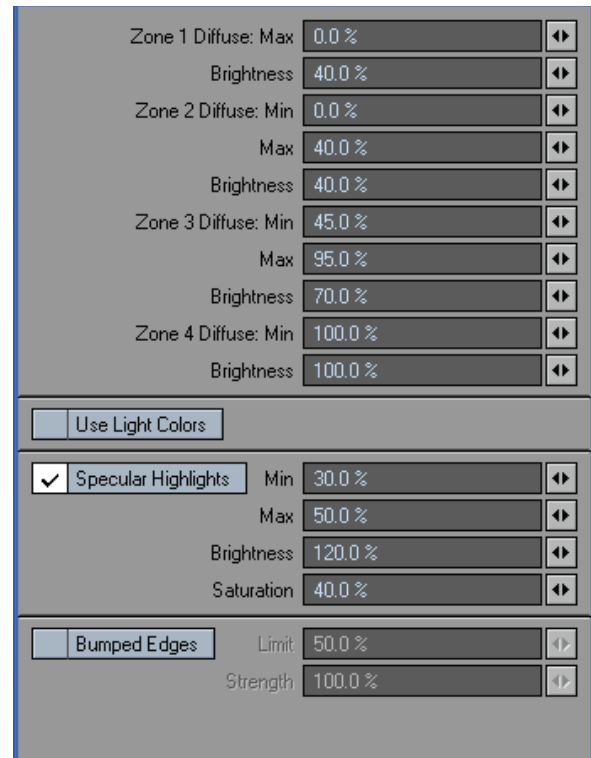 Zone 1 Diffuse: Max 0.0 %
Brightness 40.0 %
Zone 2 Diffuse: Min 0.0 %
Max 40.0 %
Brightness 40.0 %
Zone 3 Diffuse: Min 45.0 %
Max 95.0 %
Brightness 70.0 %
Zone 4 Diffuse: Min 100.0 %
Brightness 100.0 %
Use Light Colors
Specular Highlights Min 30.0 %
Max 50.0 %
Brightness 120.0 %
Saturation 40.0 %
Bumped Edges Limit 50.0 %
Strength 100.0 %